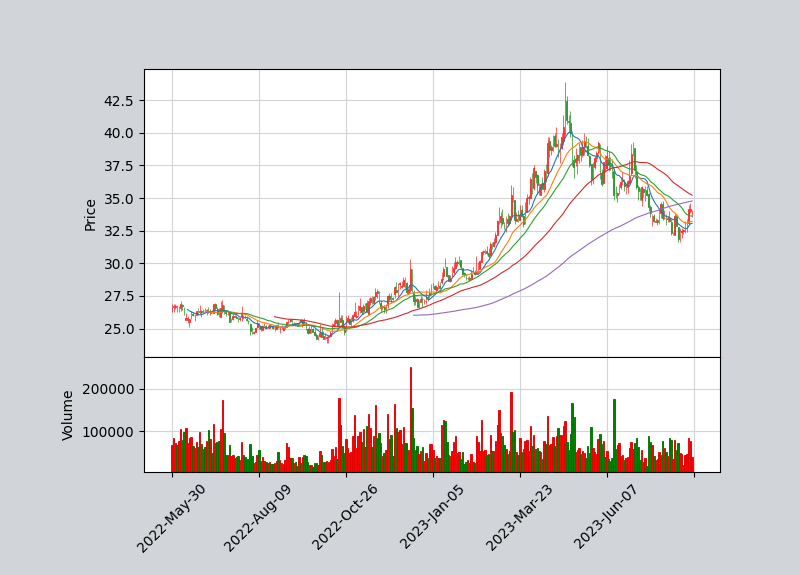 42.5
40.0
37.5
35.0
32.5
30.0
27.5
25.0
Price
200000
100000
Volume
2022-May-30
2022-Aug-09
2022-Oct-26
2023-Jan-05
2023-Mar-23
2023-Jun-07